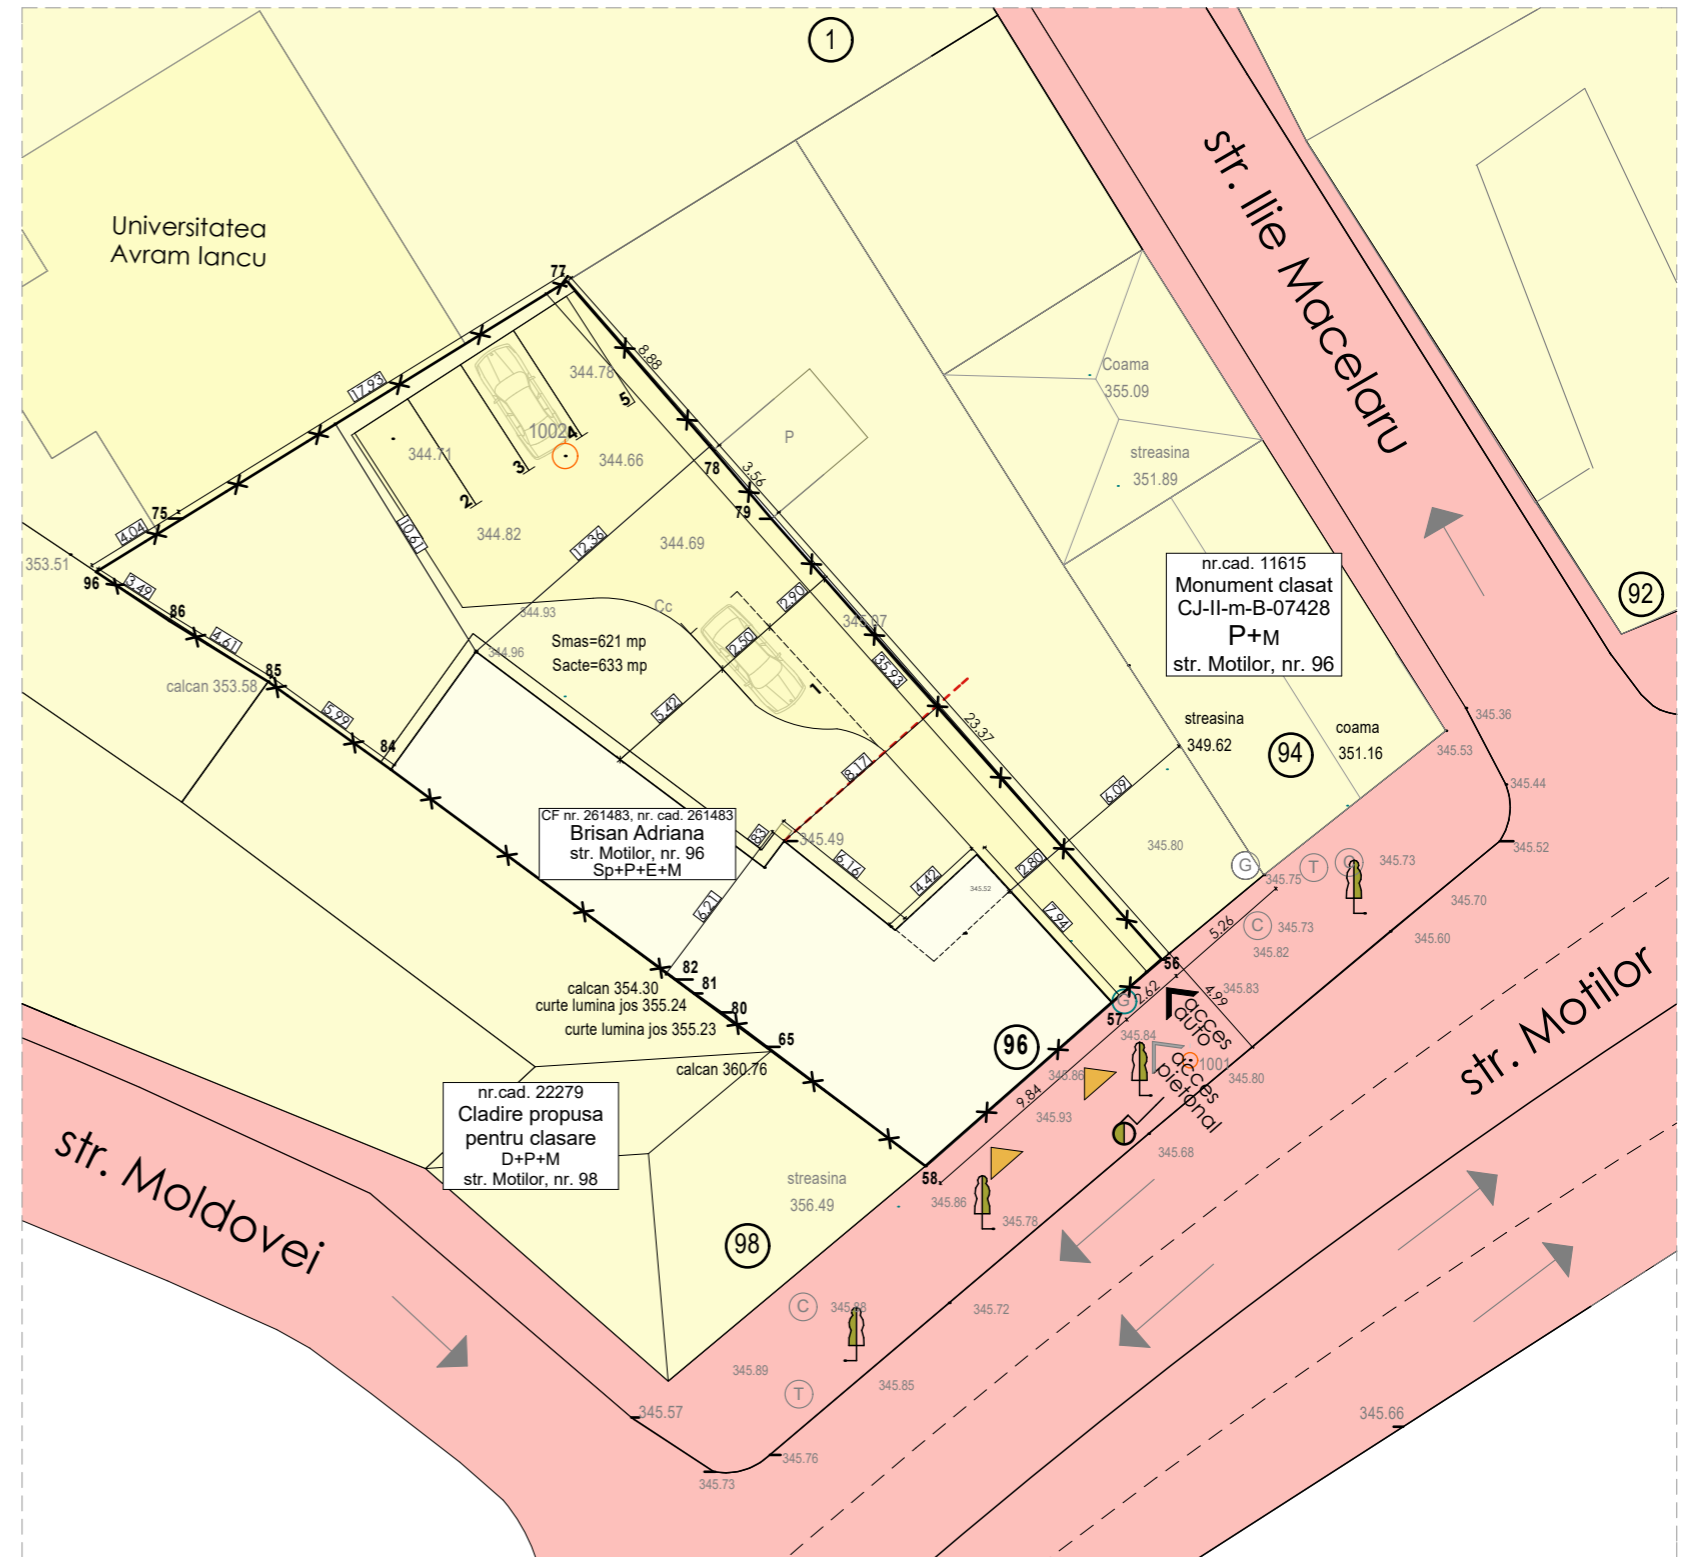 1
str. Ilie Macelaru
Universitatea
Avram Iancu
77
8.88
17.93
344.78
5
Coama
355.09
1002
4
P
344.71
344.66
3
78
3.56
streasina
351.89
2
75
79
4.04
10.61
344.82
12.36
344.69
353.51
96
3.49
nr.cad. 11615
Monument clasat
CJ-II-m-B-07428
P+M
str. Motilor, nr. 96
92
86
344.93
Cc
2.90
345.07
4.61
Smas=621 mp
Sacte=633 mp
2.50
344.96
85
calcan 353.58
35.93
1
5.99
5.42
84
23.37
streasina
349.62
94
coama
351.16
345.36
345.53
8.17
6.09
345.44
CF nr. 261483, nr. cad. 261483
Brisan Adriana
str. Motilor, nr. 96
Sp+P+E+M
83
345.49
345.80
345.52
6.16
4.42
2.80
345.52
G
T
345.73
345.75
6.21
7.94
345.70
5.26
C
345.73
345.60
345.82
82
56
calcan 354.30
81
curte lumina jos 355.24
80
curte lumina jos 355.23
65
calcan 360.76
345.83
4.99
2.62
G
57
acces
auto
345.84
96
345.86
1001
acces
pietonal
345.80
9.84
345.93
str. Motilor
nr.cad. 22279
Cladire propusa
pentru clasare
D+P+M
str. Motilor, nr. 98
345.68
58
streasina
356.49
345.86
345.78
str. Moldovei
98
C
345.72
345.89
T
345.85
345.57
345.66
345.76
345.73